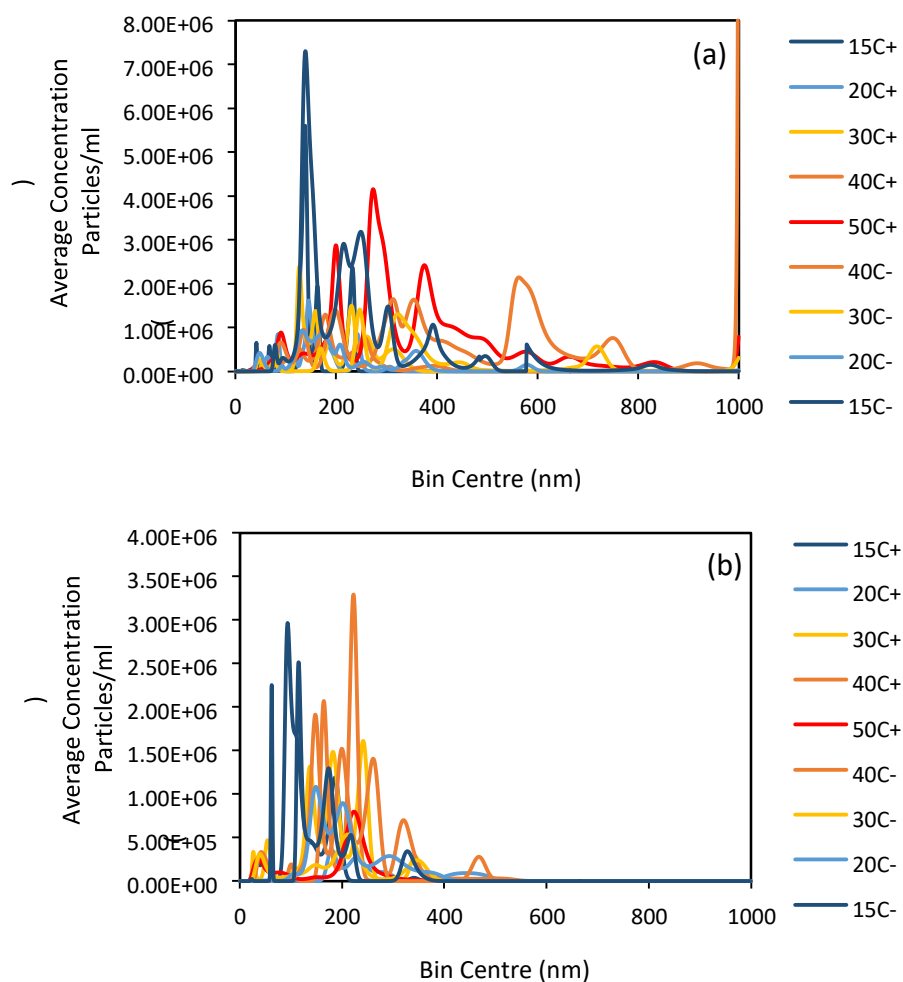 (a)
8.00E+06
7.00E+06
6.00E+06
5.00E+06
4.00E+06
3.00E+06
2.00E+06
1.00E+06
0.00E+00
Average Concentration
Particles/ml
(
)
0 200 400 600 800 1000
Bin Centre (nm)
15C+
20C+
30C+
40C+
50C+
40C-
30C-
20C-
15C-
(b)
4.00E+06
3.50E+06
3.00E+06
2.50E+06
2.00E+06
1.50E+06
1.00E+06
5.00E+05
0.00E+00
Average Concentration
Particles/ml
(
)
0 200 400 600 800 1000
Bin Centre (nm)
15C+
20C+
30C+
40C+
50C+
40C-
30C-
20C-
15C-